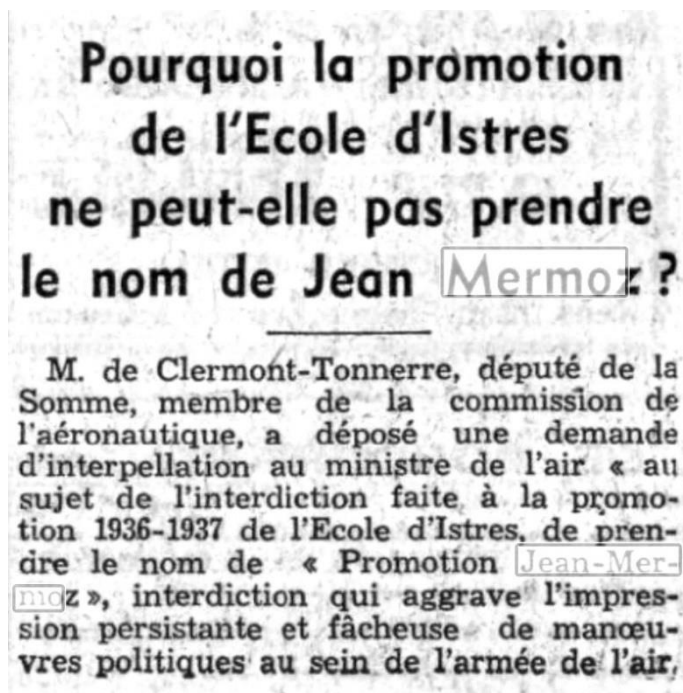 Pourquoi la promotion
de l'Ecole d'Istres
ne peut-elle pas prendre
le nom de Jean Mermoz ?
M. de Clermont-Tonnerre, député de la
Somme, membre de la commission de
l'aéronautique, a déposé une demande
d'interpellation au ministre de l'air « au
sujet de l'interdiction faite à la promo-
tion 1936-1937 de l'Ecole d'Istres, de pren-
dre le nom de « Promotion Jean-Mer-
moz », interdiction qui aggrave l'impres-
sion persistante et fâcheuse de manœu-
vres politiques au sein de l'armée de l'air.